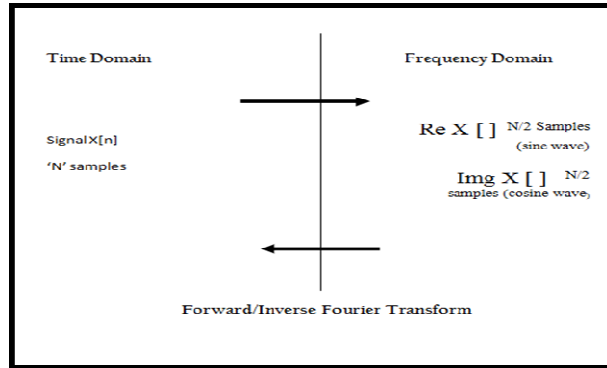 Time Domain
Frequency Domain
SignalX[n]
'N' samples
Re X [ ] N/2 Samples
(sine wave)
Img X [ ] N/2
samples (cosine wave)
Forward/Inverse Fourier Transform